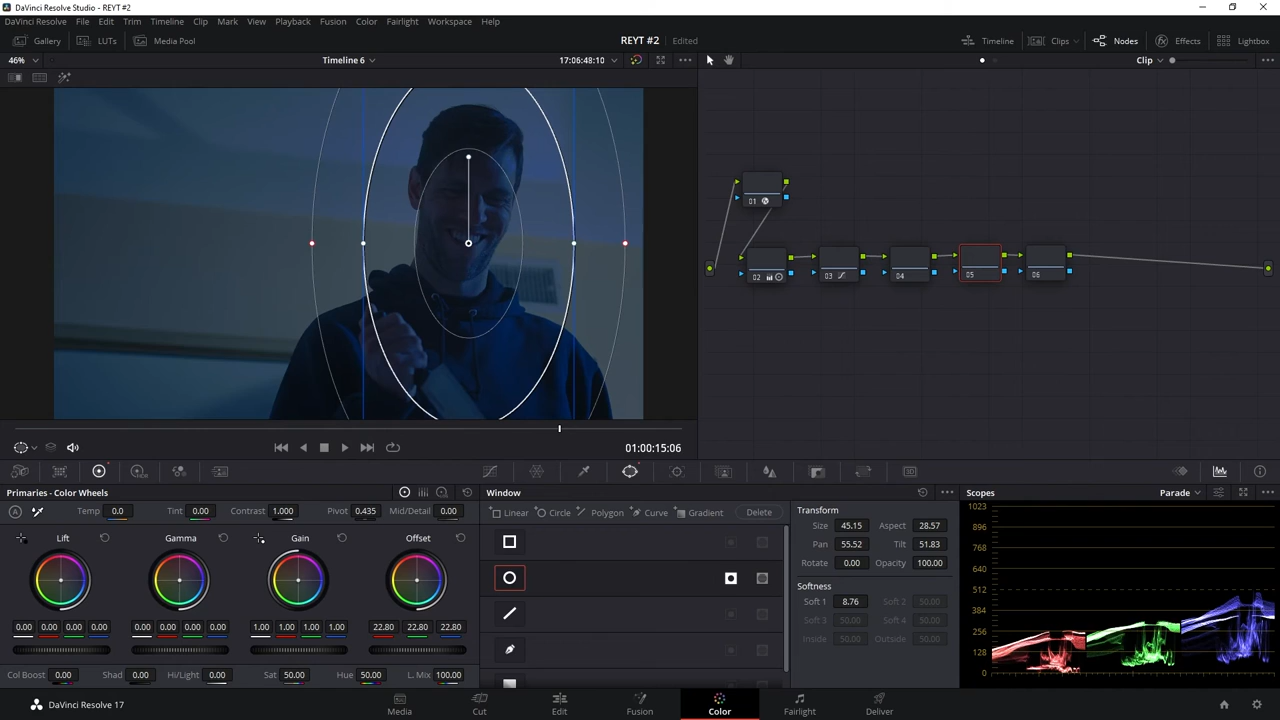 DaVinci Resolve Studio - REYT #2
DaVinci Resolve File Edit Trim Timeline Clip Mark View Playback Fusion Color Fairlight Workspace Help
Gallery LUTs Media Pool REYT #2 Edited Timeline Clips Nodes Effects Lightbox
46% Timeline 6 17:06:48:10 Clip
01
02 03 04 05 06
01:00:15:06
Primaries - Color Wheels Window Scopes Parade
A Temp 0.0 Tint 0.00 Contrast 1.000 Pivot 0.435 Mid/Detail 0.00
Linear Circle Polygon Curve Gradient Delete
Lift Gamma Gain Offset
0.00 0.00 0.00 0.00 0.00 0.00 0.00 0.00 1.00 1.00 1.00 1.00 22.80 22.80 22.80
Col Boost 0.00 Shad 0.00 Hi/Light 0.00 Sat 50.00 Hue 50.00 L. Mix 100.00
Transform
Size 45.15 Aspect 28.57
Pan 55.52 Tilt 51.83
Rotate 0.00 Opacity 100.00
Softness
Soft 1 8.76 Soft 2 50.00
Soft 3 50.00 Soft 4 50.00
Inside 50.00 Outside 50.00
1023
896
768
640
512
384
256
128
0
DaVinci Resolve 17 Media Cut Edit Fusion Color Fairlight Deliver